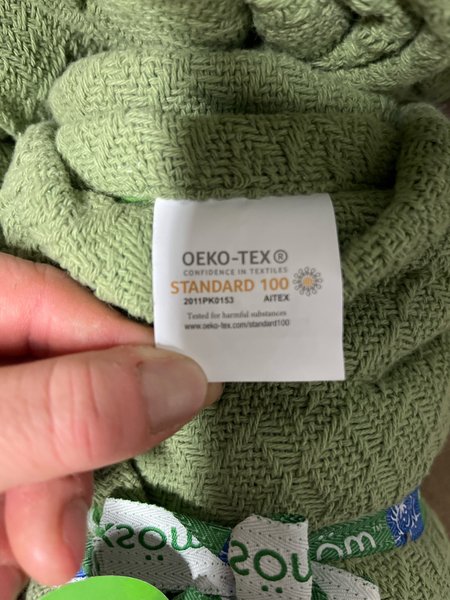 OEKO-TEX®
CONFIDENCE IN TEXTILES
STANDARD 100
2011PK0153 AITEX
Tested for harmful substances
www.oeko-tex.com/standard100